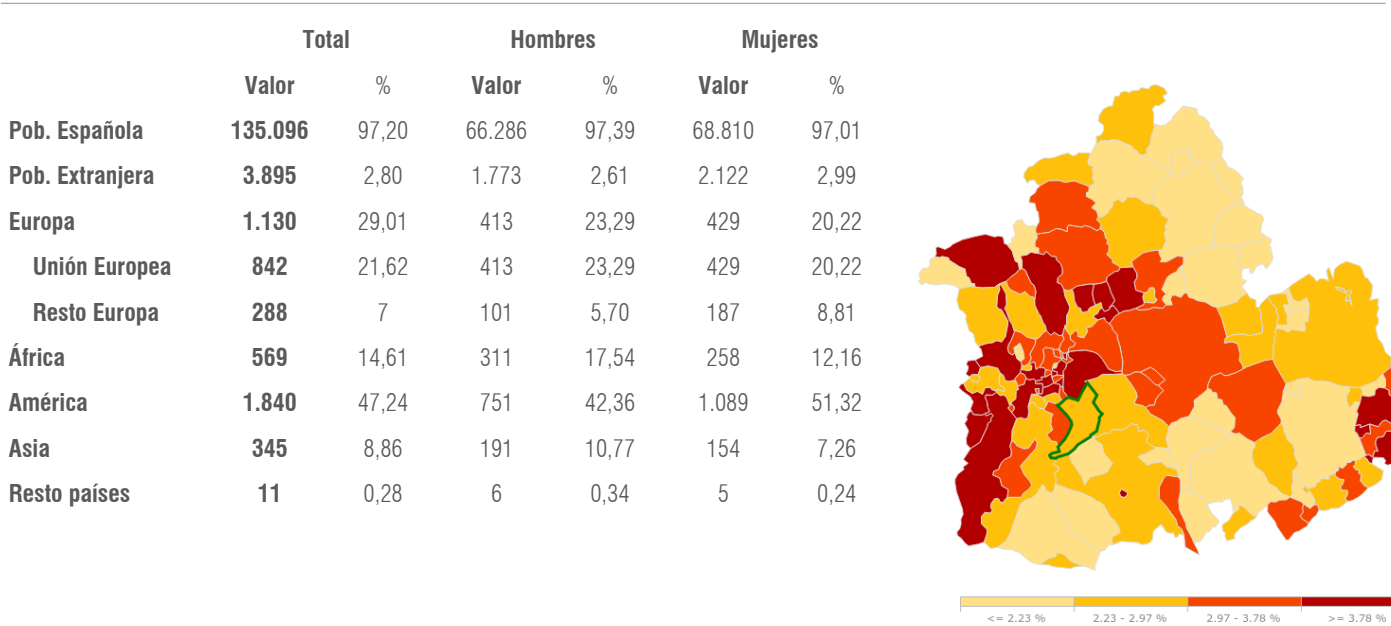 Total Hombres Mujeres
Valor % Valor % Valor %
Pob. Española 135.096 97,20 66.286 97,39 68.810 97,01
Pob. Extranjera 3.895 2,80 1.773 2,61 2.122 2,99
Europa 1.130 29,01 413 23,29 429 20,22
Unión Europea 842 21,62 413 23,29 429 20,22
Resto Europa 288 7 101 5,70 187 8,81
África 569 14,61 311 17,54 258 12,16
América 1.840 47,24 751 42,36 1.089 51,32
Asia 345 8,86 191 10,77 154 7,26
Resto países 11 0,28 6 0,34 5 0,24
<= 2.23 % 2.23 - 2.97 % 2.97 - 3.78 % >= 3.78 %